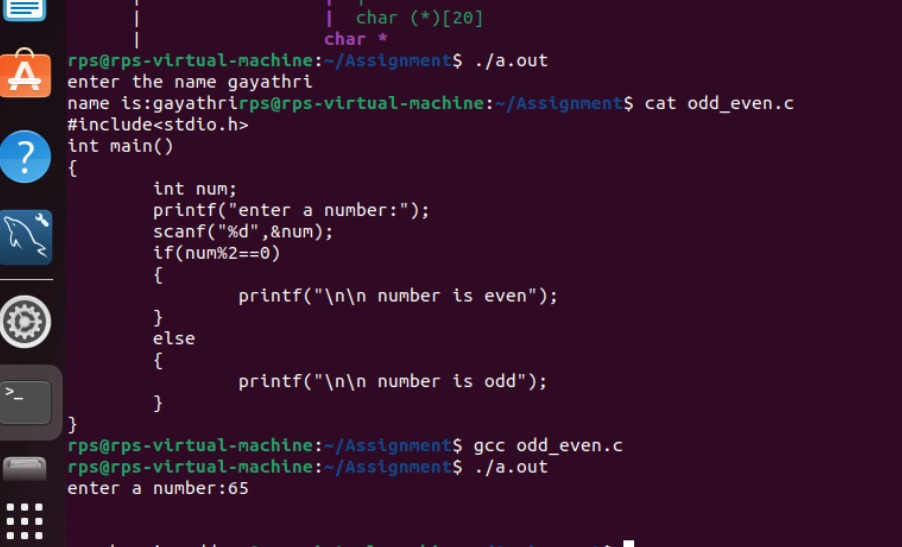 |                 |  char (*)[20]
|                 char *
rps@rps-virtual-machine:~/Assignment$ ./a.out
enter the name gayathri
name is:gayathrirps@rps-virtual-machine:~/Assignment$ cat odd_even.c
#include<stdio.h>
int main()
{
        int num;
        printf("enter a number:");
        scanf("%d",&num);
        if(num%2==0)
        {
                printf("\n\n number is even");
        }
        else
        {
                printf("\n\n number is odd");
        }
}
rps@rps-virtual-machine:~/Assignment$ gcc odd_even.c
rps@rps-virtual-machine:~/Assignment$ ./a.out
enter a number:65